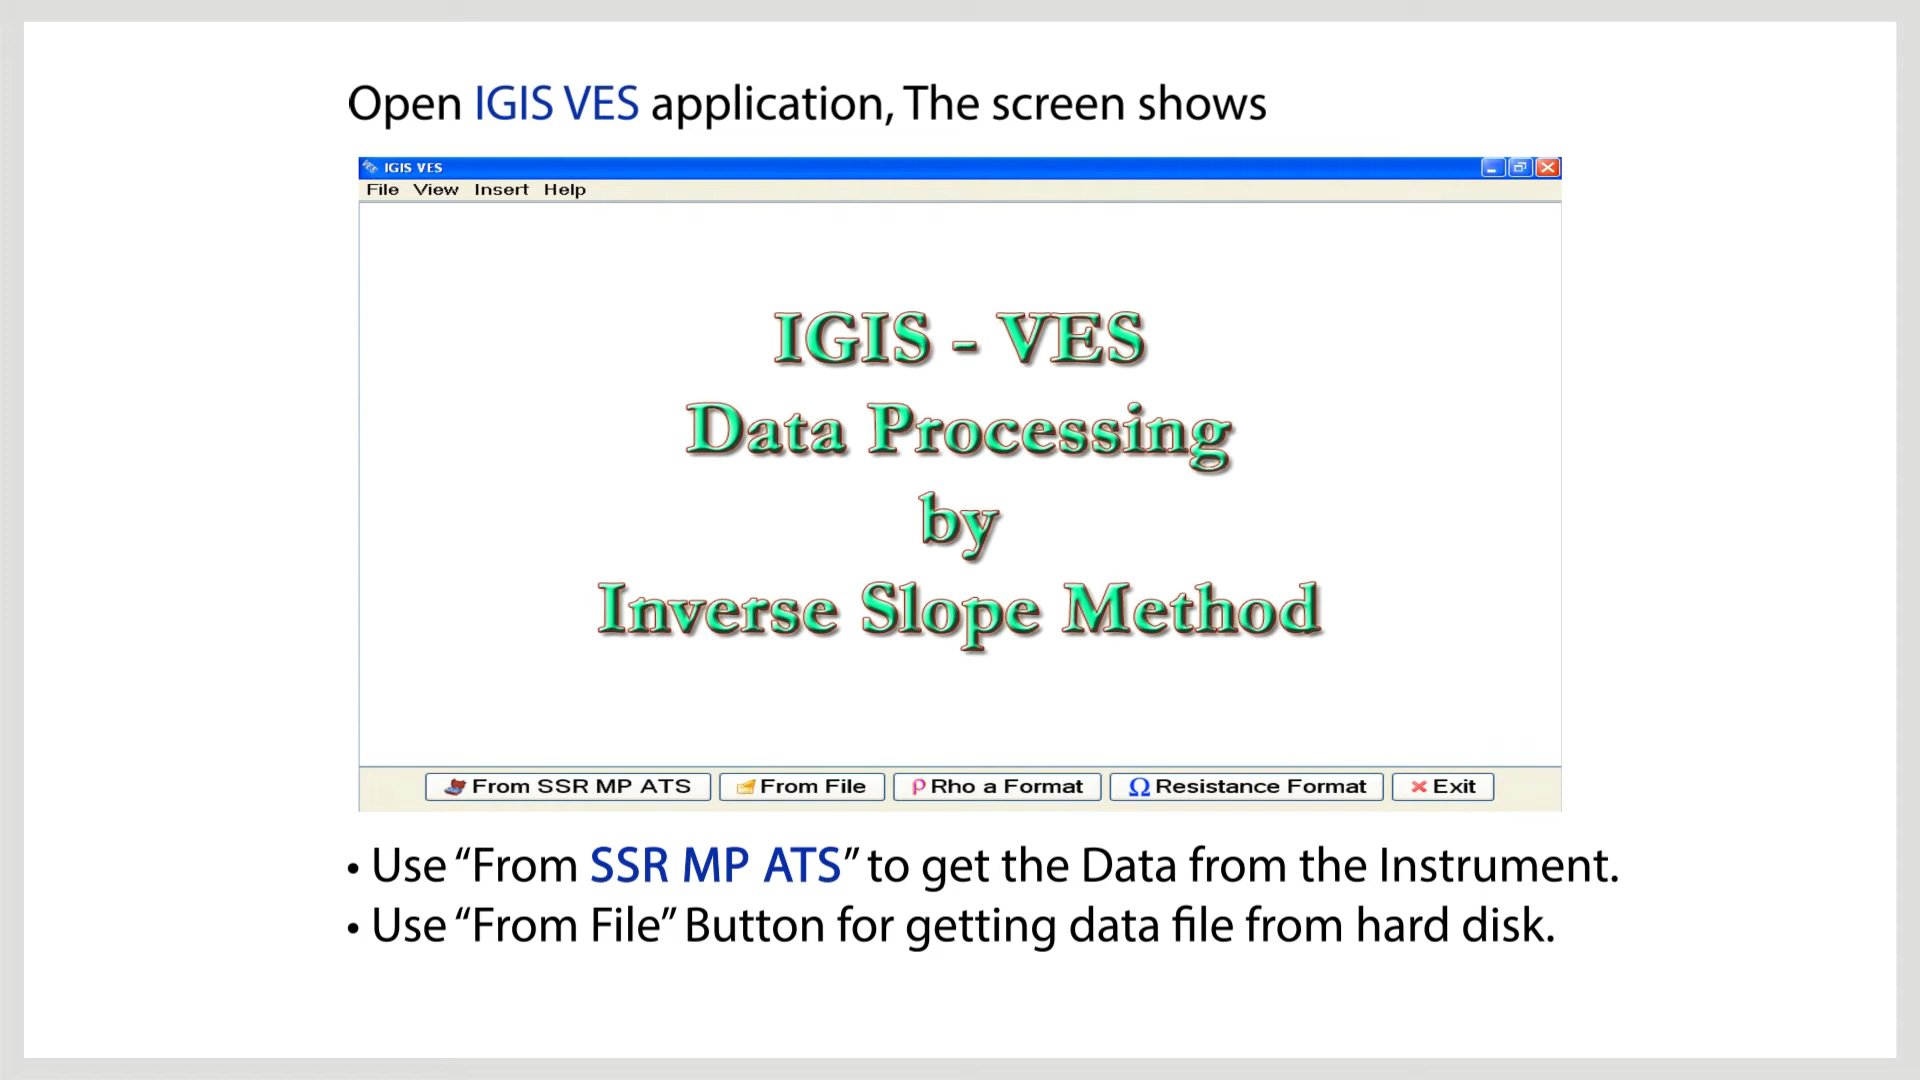 Open IGIS VES application, The screen shows
IGIS VES
File View Insert Help
IGIS - VES
Data Processing
by
Inverse Slope Method
From SSR MP ATS From File ρ Rho a Format Ω Resistance Format Exit
• Use “From SSR MP ATS” to get the Data from the Instrument.
• Use “From File” Button for getting data file from hard disk.